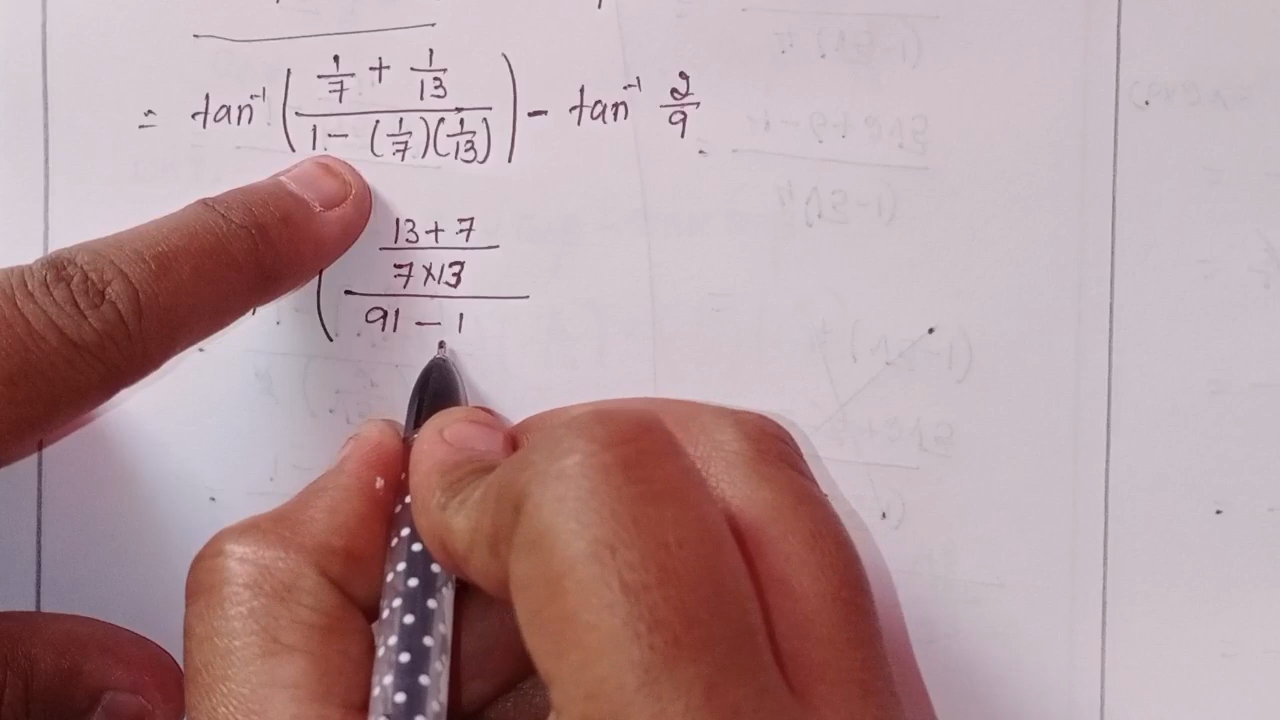 = tan⁻¹ ( (1/7 + 1/13) / (1 - (1/7)(1/13)) ) - tan⁻¹ 2/9
( ((13+7) / (7×13)) / (91 - 1)